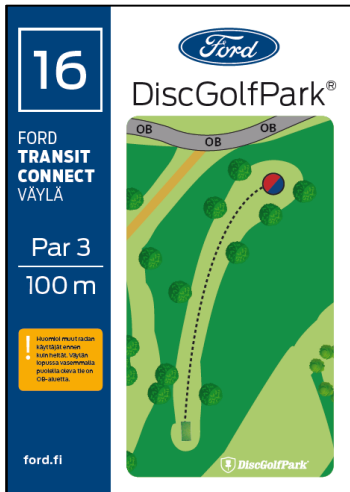 16
FORD
TRANSIT
CONNECT
VÄYLÄ
Par 3
100 m
!
Huomioi muut radan
käyttäjät ennen
kuin heität. Väylän
lopussa vasemmalla
puolella oleva tie on
OB-aluetta.
ford.fi
Ford
DiscGolfPark®
OB
OB
OB
DiscGolfPark®